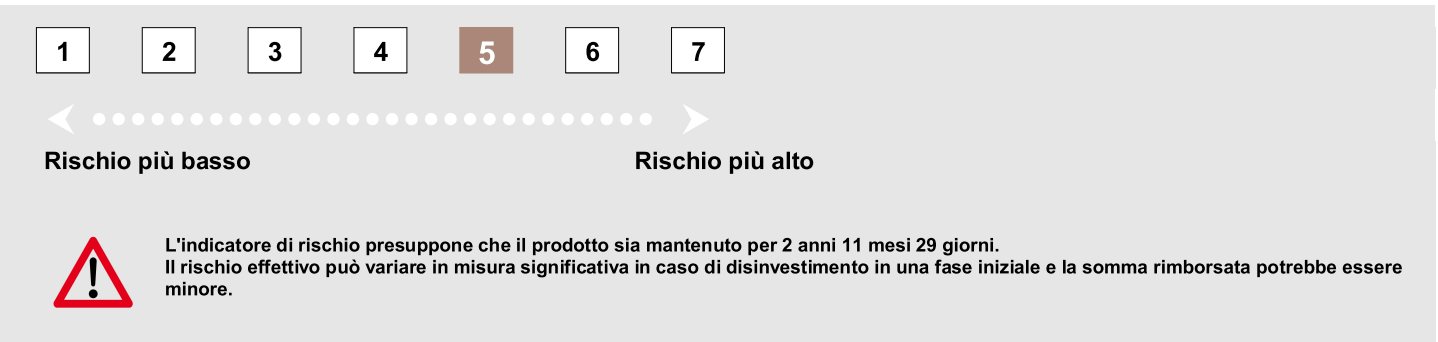 1 2 3 4 5 6 7
Rischio più basso Rischio più alto
L'indicatore di rischio presuppone che il prodotto sia mantenuto per 2 anni 11 mesi 29 giorni.
Il rischio effettivo può variare in misura significativa in caso di disinvestimento in una fase iniziale e la somma rimborsata potrebbe essere
minore.